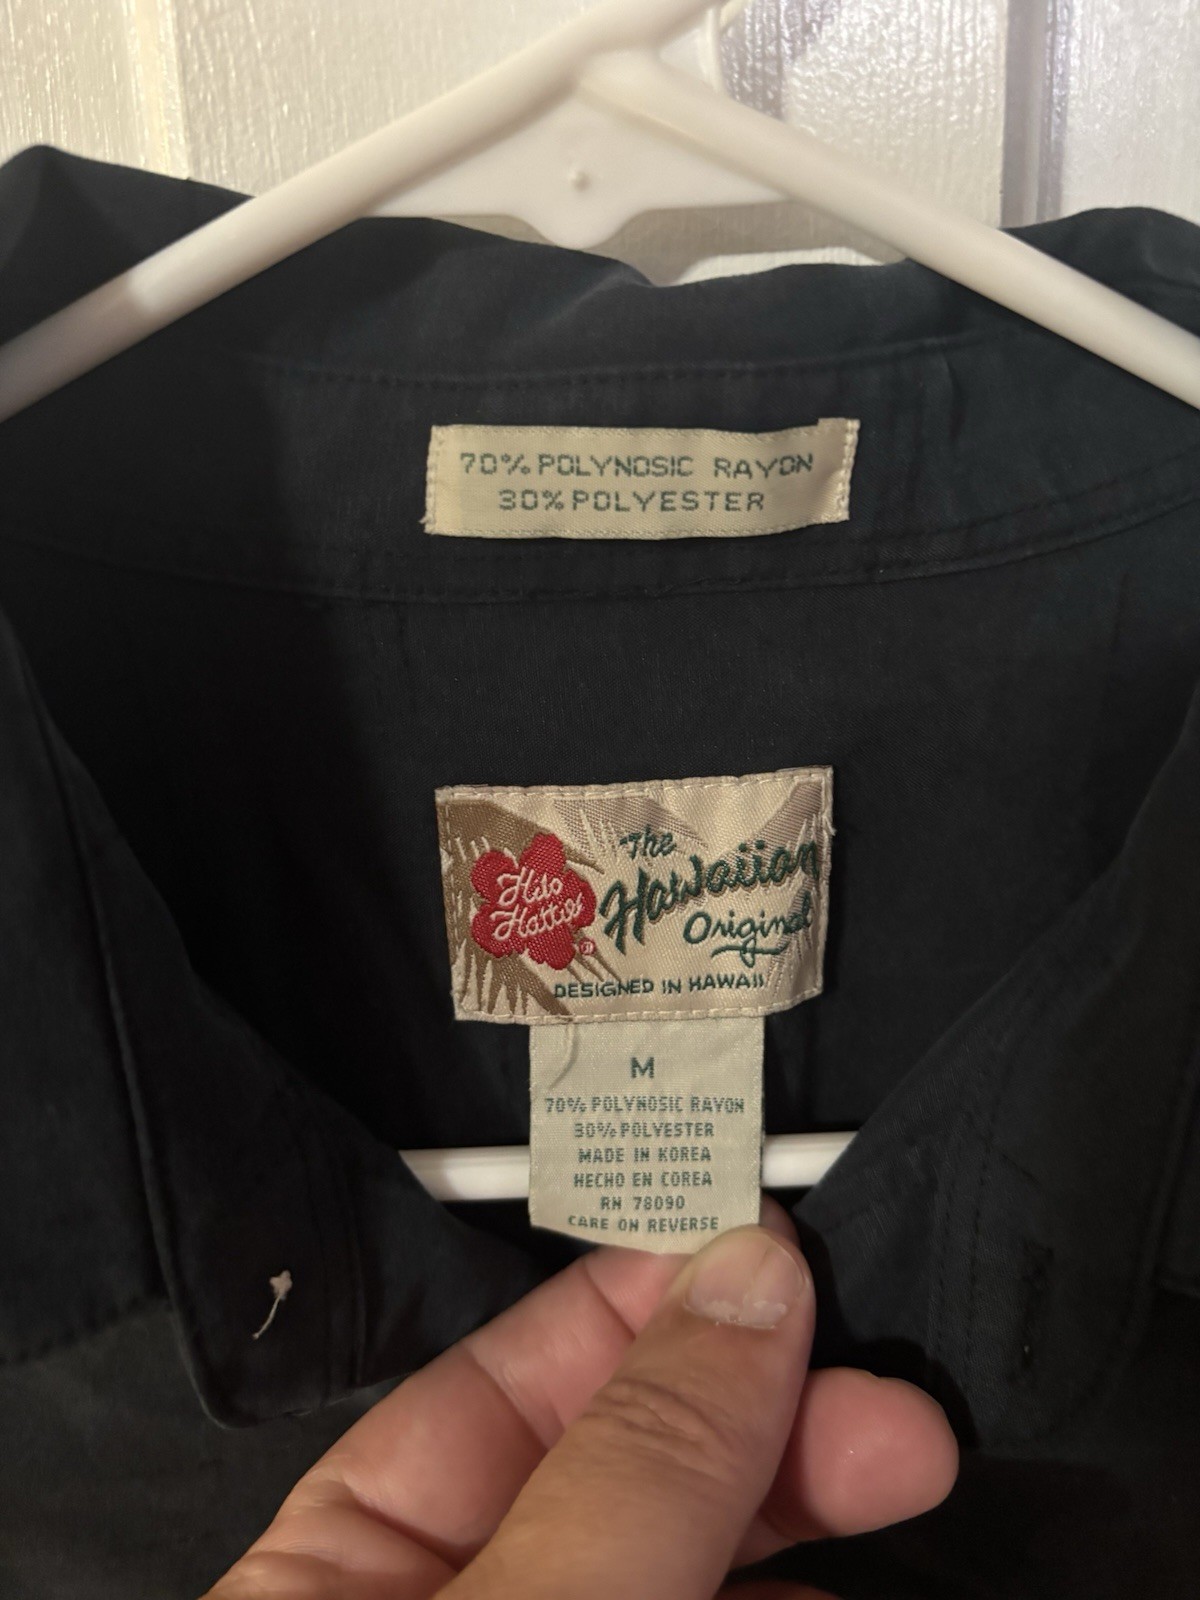 70% POLYNOSIC RAYON
30% POLYESTER
Hilo
Hattie's
®
The
Hawaiian
Original
DESIGNED IN HAWAII
M
70% POLYNOSIC RAYON
30% POLYESTER
MADE IN KOREA
HECHO EN COREA
RN 78090
CARE ON REVERSE